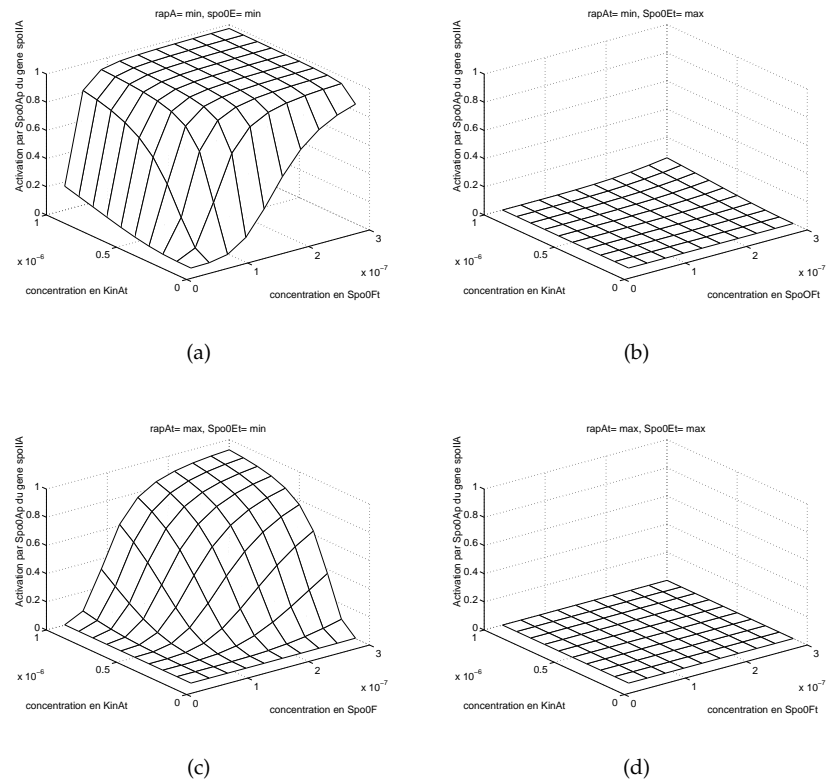 rapA= min, spo0E= min
Activation par Spo0Ap du gene spoIIA
1
0.8
0.6
0.4
0.2
0
1
0.5
0
x 10⁻⁶
concentration en KinAt
0
1
2
3
x 10⁻⁷
concentration en Spo0Ft
(a)
rapAt= min, Spo0Et= max
Activation par Spo0Ap du gene spoIIA
1
0.8
0.6
0.4
0.2
0
1
0.5
0
x 10⁻⁶
concentration en KinAt
0
1
2
3
x 10⁻⁷
concentration en SpoOFt
(b)
rapAt= max, Spo0Et= min
Activation par Spo0Ap du gene spoIIA
1
0.8
0.6
0.4
0.2
0
1
0.5
0
x 10⁻⁶
concentration en KinAt
0
1
2
3
x 10⁻⁷
concentration en Spo0F
(c)
rapAt= max, Spo0Et= max
Activation par Spo0Ap du gene spoIIA
1
0.8
0.6
0.4
0.2
0
1
0.5
0
x 10⁻⁶
concentration en KinAt
0
1
2
3
x 10⁻⁷
concentration en Spo0Ft
(d)